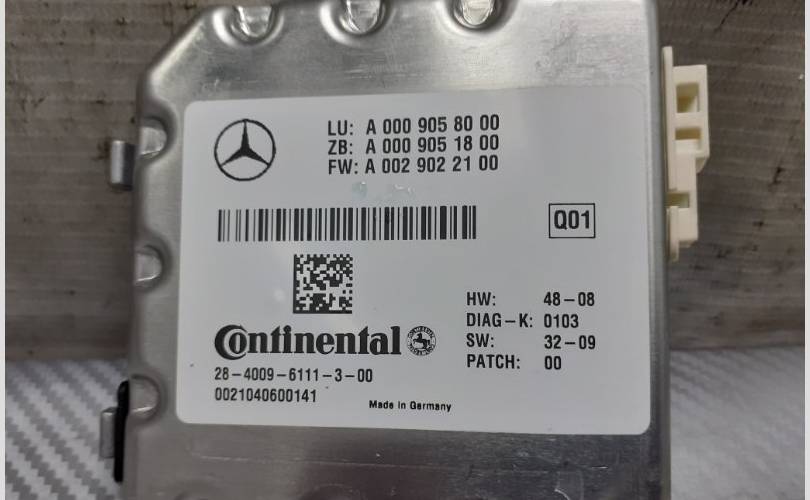 LU: A 000 905 80 00
ZB: A 000 905 18 00
FW: A 002 902 21 00
Q01
HW: 48-08
DIAG-K: 0103
SW: 32-09
PATCH: 00
Continental
28-4009-6111-3-00
0021040600141
Made in Germany